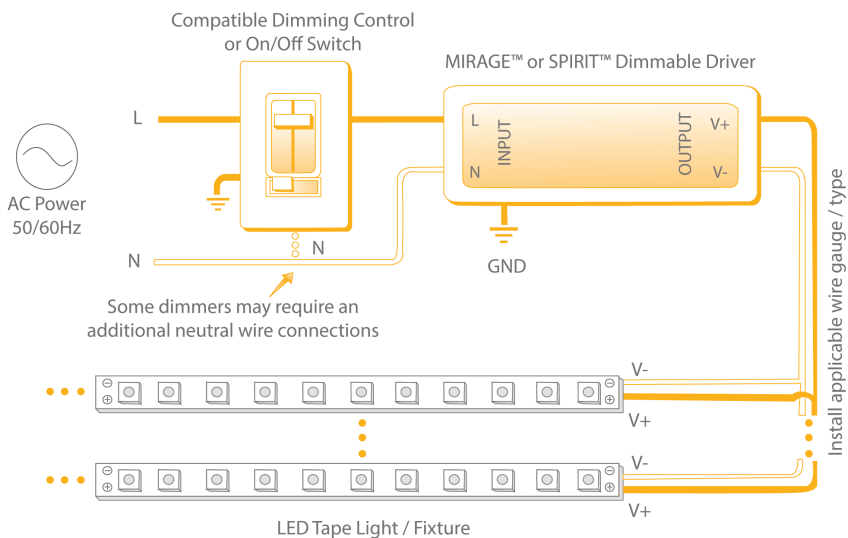 Compatible Dimming Control
or On/Off Switch
MIRAGE™ or SPIRIT™ Dimmable Driver
L
L
N
INPUT
OUTPUT
V+
V-
AC Power
50/60Hz
N
N
GND
Some dimmers may require an
additional neutral wire connections
Install applicable wire gauge / type
V-
V+
V-
V+
LED Tape Light / Fixture